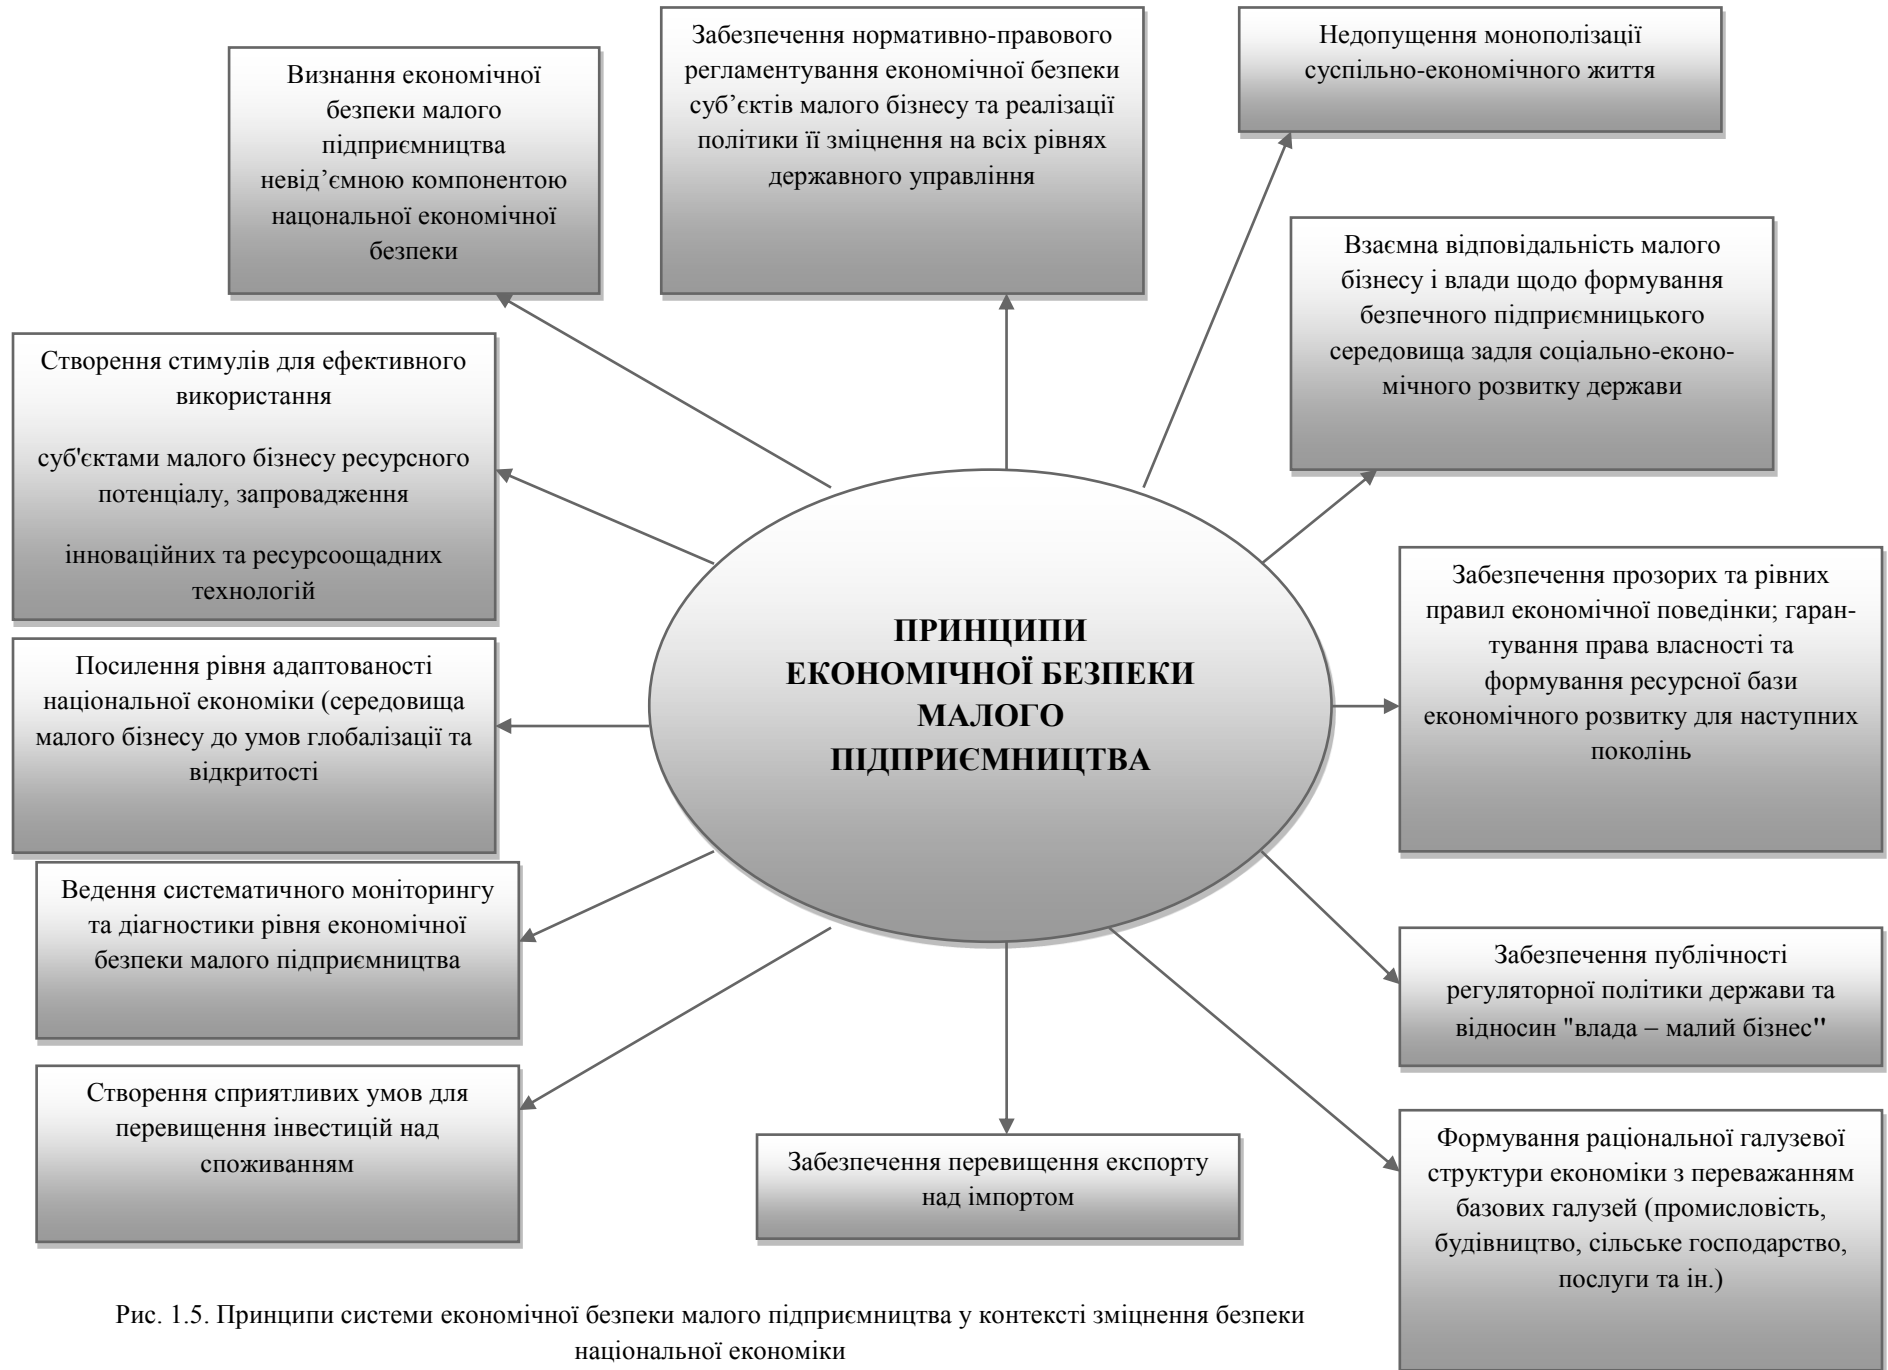 Визнання економічної
безпеки малого
підприємництва
невід’ємною компонентою
нацональної економічної
безпеки
Забезпечення нормативно-правового
регламентування економічної безпеки
суб’єктів малого бізнесу та реалізації
політики її зміцнення на всіх рівнях
державного управління
Недопущення монополізації
суспільно-економічного життя
Взаємна відповідальність малого
бізнесу і влади щодо формування
безпечного підприємницького
середовища задля соціально-еконо-
мічного розвитку держави
Створення стимулів для ефективного
використання
суб'єктами малого бізнесу ресурсного
потенціалу, запровадження
інноваційних та ресурсоощадних
технологій
Забезпечення прозорих та рівних
правил економічної поведінки; гаран-
тування права власності та
формування ресурсної бази
економічного розвитку для наступних
поколінь
ПРИНЦИПИ
ЕКОНОМІЧНОЇ БЕЗПЕКИ
МАЛОГО
ПІДПРИЄМНИЦТВА
Посилення рівня адаптованості
національної економіки (середовища
малого бізнесу до умов глобалізації та
відкритості
Ведення систематичного моніторингу
та діагностики рівня економічної
безпеки малого підприємництва
Забезпечення публічності
регуляторної політики держави та
відносин "влада – малий бізнес"
Створення сприятливих умов для
перевищення інвестицій над
споживанням
Забезпечення перевищення експорту
над імпортом
Формування раціональної галузевої
структури економіки з переважанням
базових галузей (промисловість,
будівництво, сільське господарство,
послуги та ін.)
Рис. 1.5. Принципи системи економічної безпеки малого підприємництва у контексті зміцнення безпеки
національної економіки